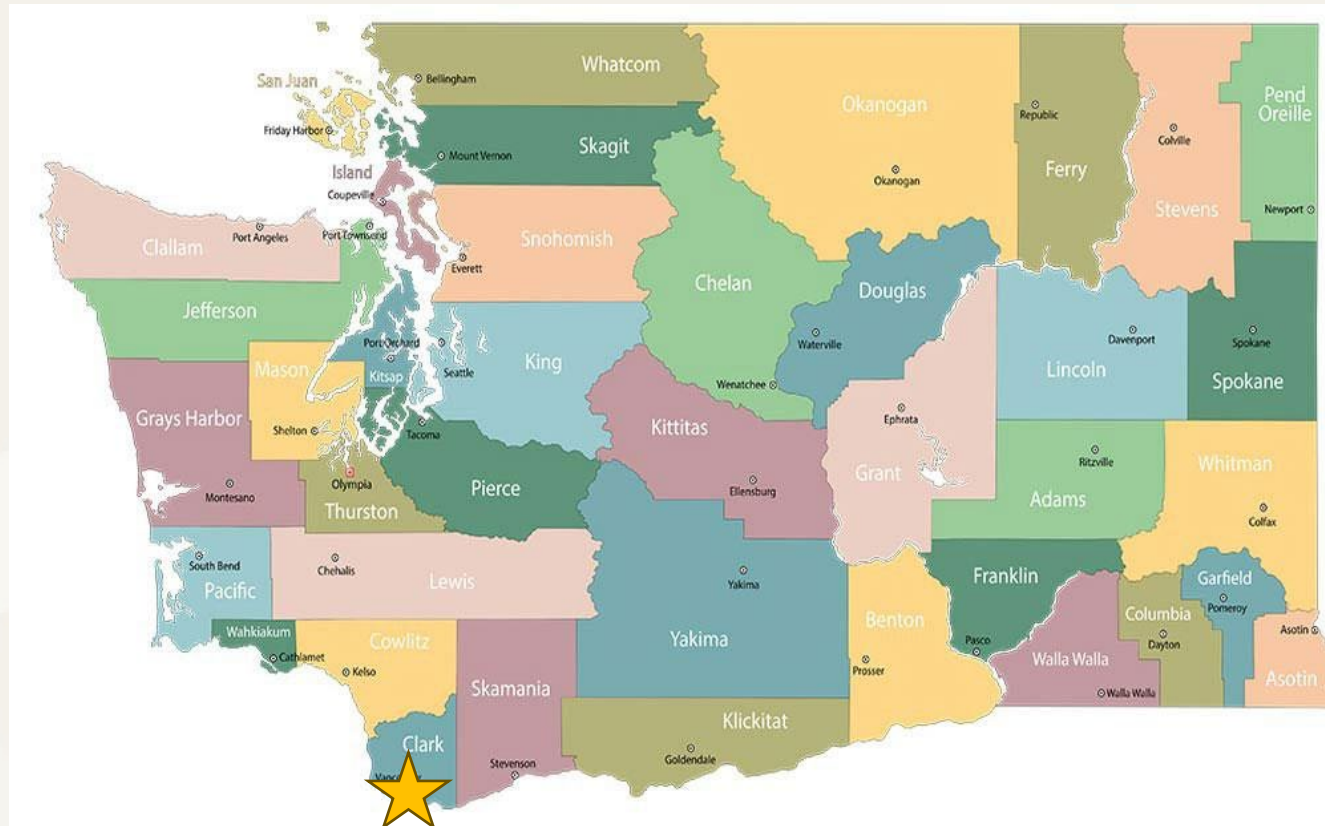 Whatcom
Bellingham
San Juan
Friday Harbor
Skagit
Mount Vernon
Island
Coupeville
Okanogan
Okanogan
Republic
Ferry
Colville
Stevens
Pend
Oreille
Newport
Clallam
Port Angeles
Port Townsend
Snohomish
Everett
Chelan
Wenatchee
Douglas
Waterville
Jefferson
Port Orchard
Kitsap
Seattle
King
Lincoln
Davenport
Spokane
Spokane
Mason
Shelton
Grays Harbor
Montesano
Tacoma
Pierce
Olympia
Thurston
Kittitas
Ellensburg
Ephrata
Grant
Ritzville
Adams
Whitman
Colfax
South Bend
Pacific
Chehalis
Lewis
Yakima
Yakima
Franklin
Pasco
Benton
Prosser
Garfield
Pomeroy
Columbia
Dayton
Asotin
Asotin
Walla Walla
Walla Walla
Wahkiakum
Cathlamet
Cowlitz
Kelso
Skamania
Stevenson
Klickitat
Goldendale
Clark